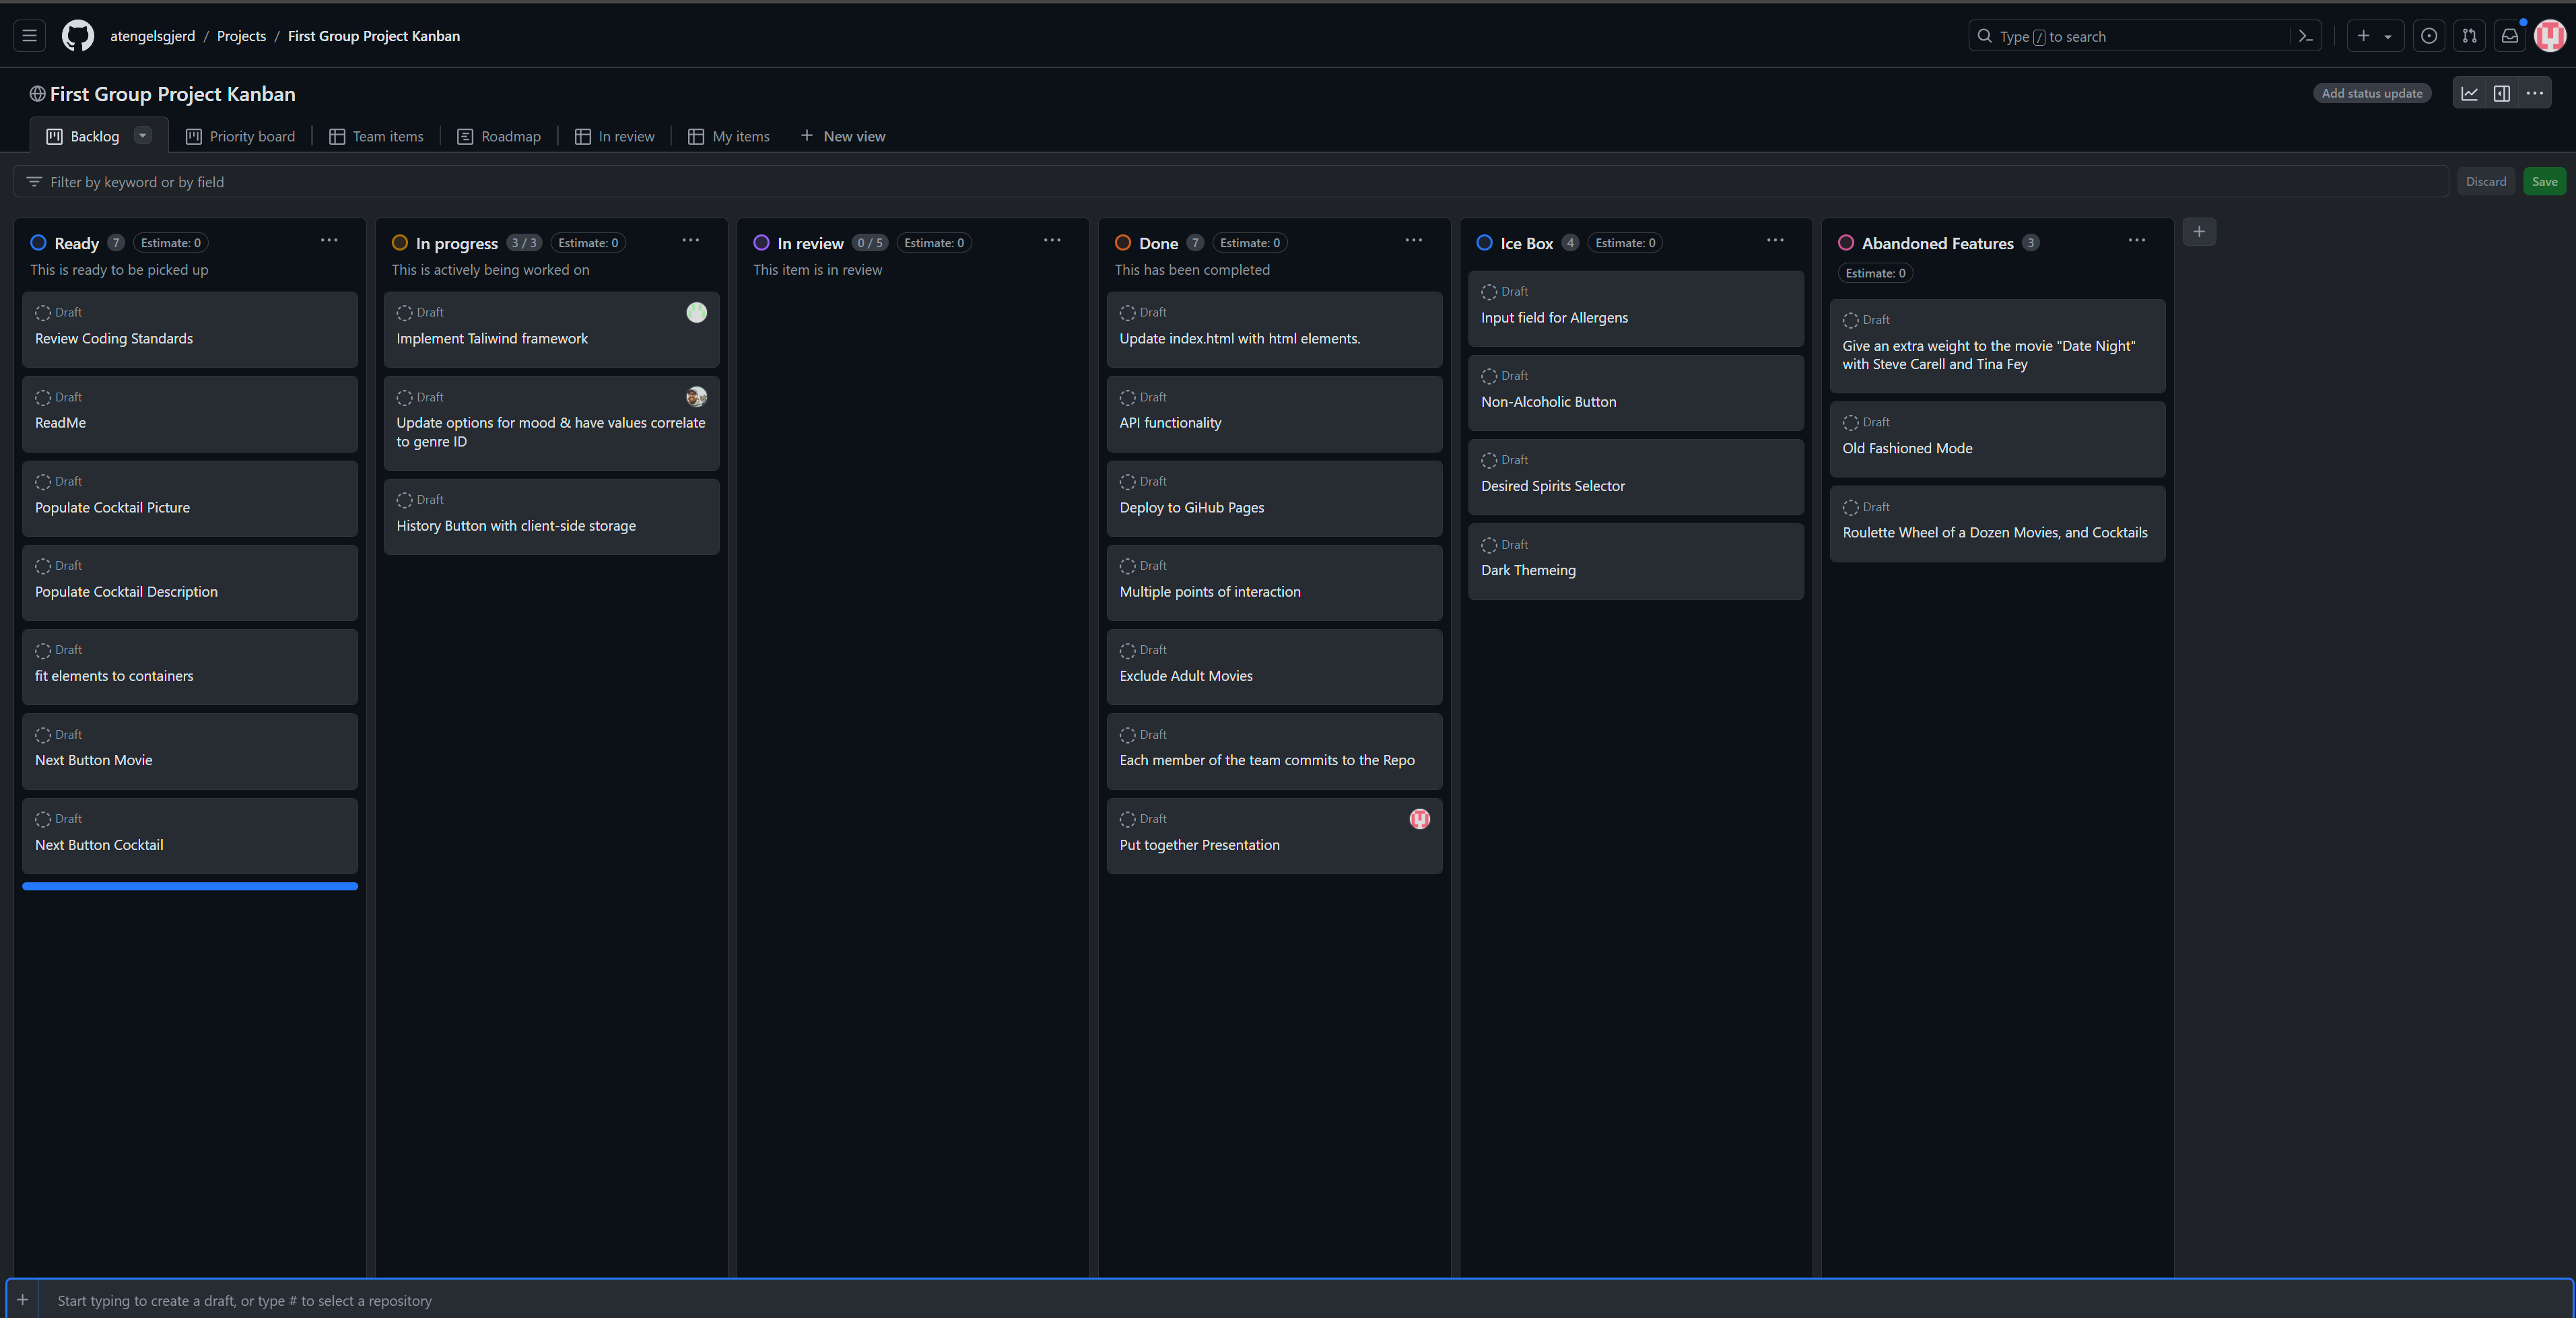 atengelsgjerd / Projects / First Group Project Kanban
Type / to search
First Group Project Kanban
Add status update
Backlog
Priority board
Team items
Roadmap
In review
My items
+ New view
Filter by keyword or by field
Discard
Save
Ready 7 Estimate: 0
This is ready to be picked up
Draft
Review Coding Standards
Draft
ReadMe
Draft
Populate Cocktail Picture
Draft
Populate Cocktail Description
Draft
fit elements to containers
Draft
Next Button Movie
Draft
Next Button Cocktail
In progress 3 / 3 Estimate: 0
This is actively being worked on
Draft
Implement Taliwind framework
Draft
Update options for mood & have values correlate
to genre ID
Draft
History Button with client-side storage
In review 0 / 5 Estimate: 0
This item is in review
Done 7 Estimate: 0
This has been completed
Draft
Update index.html with html elements.
Draft
API functionality
Draft
Deploy to GiHub Pages
Draft
Multiple points of interaction
Draft
Exclude Adult Movies
Draft
Each member of the team commits to the Repo
Draft
Put together Presentation
Ice Box 4 Estimate: 0
Draft
Input field for Allergens
Draft
Non-Alcoholic Button
Draft
Desired Spirits Selector
Draft
Dark Themeing
Abandoned Features 3
Estimate: 0
Draft
Give an extra weight to the movie "Date Night"
with Steve Carell and Tina Fey
Draft
Old Fashioned Mode
Draft
Roulette Wheel of a Dozen Movies, and Cocktails
+ Start typing to create a draft, or type # to select a repository